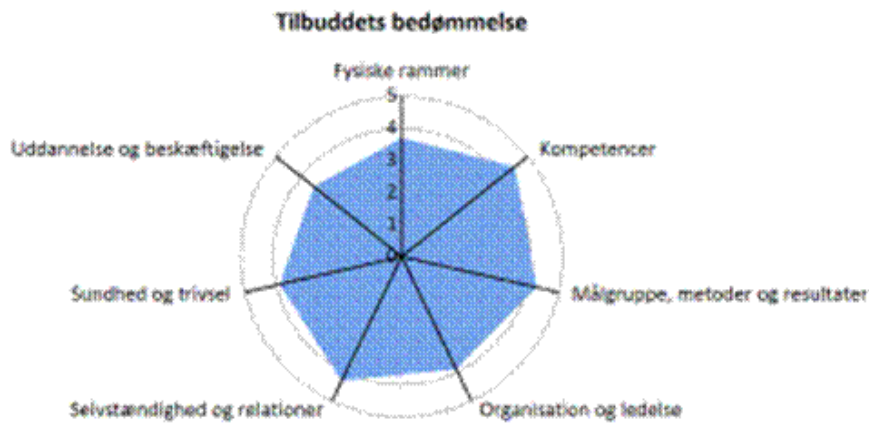 Tilbuddets bedømmelse
Fysiske rammer
5
4
3
2
1
0
Kompetencer
Målgruppe, metoder og resultater
Organisation og ledelse
Selvstændighed og relationer
Sundhed og trivsel
Uddannelse og beskæftigelse